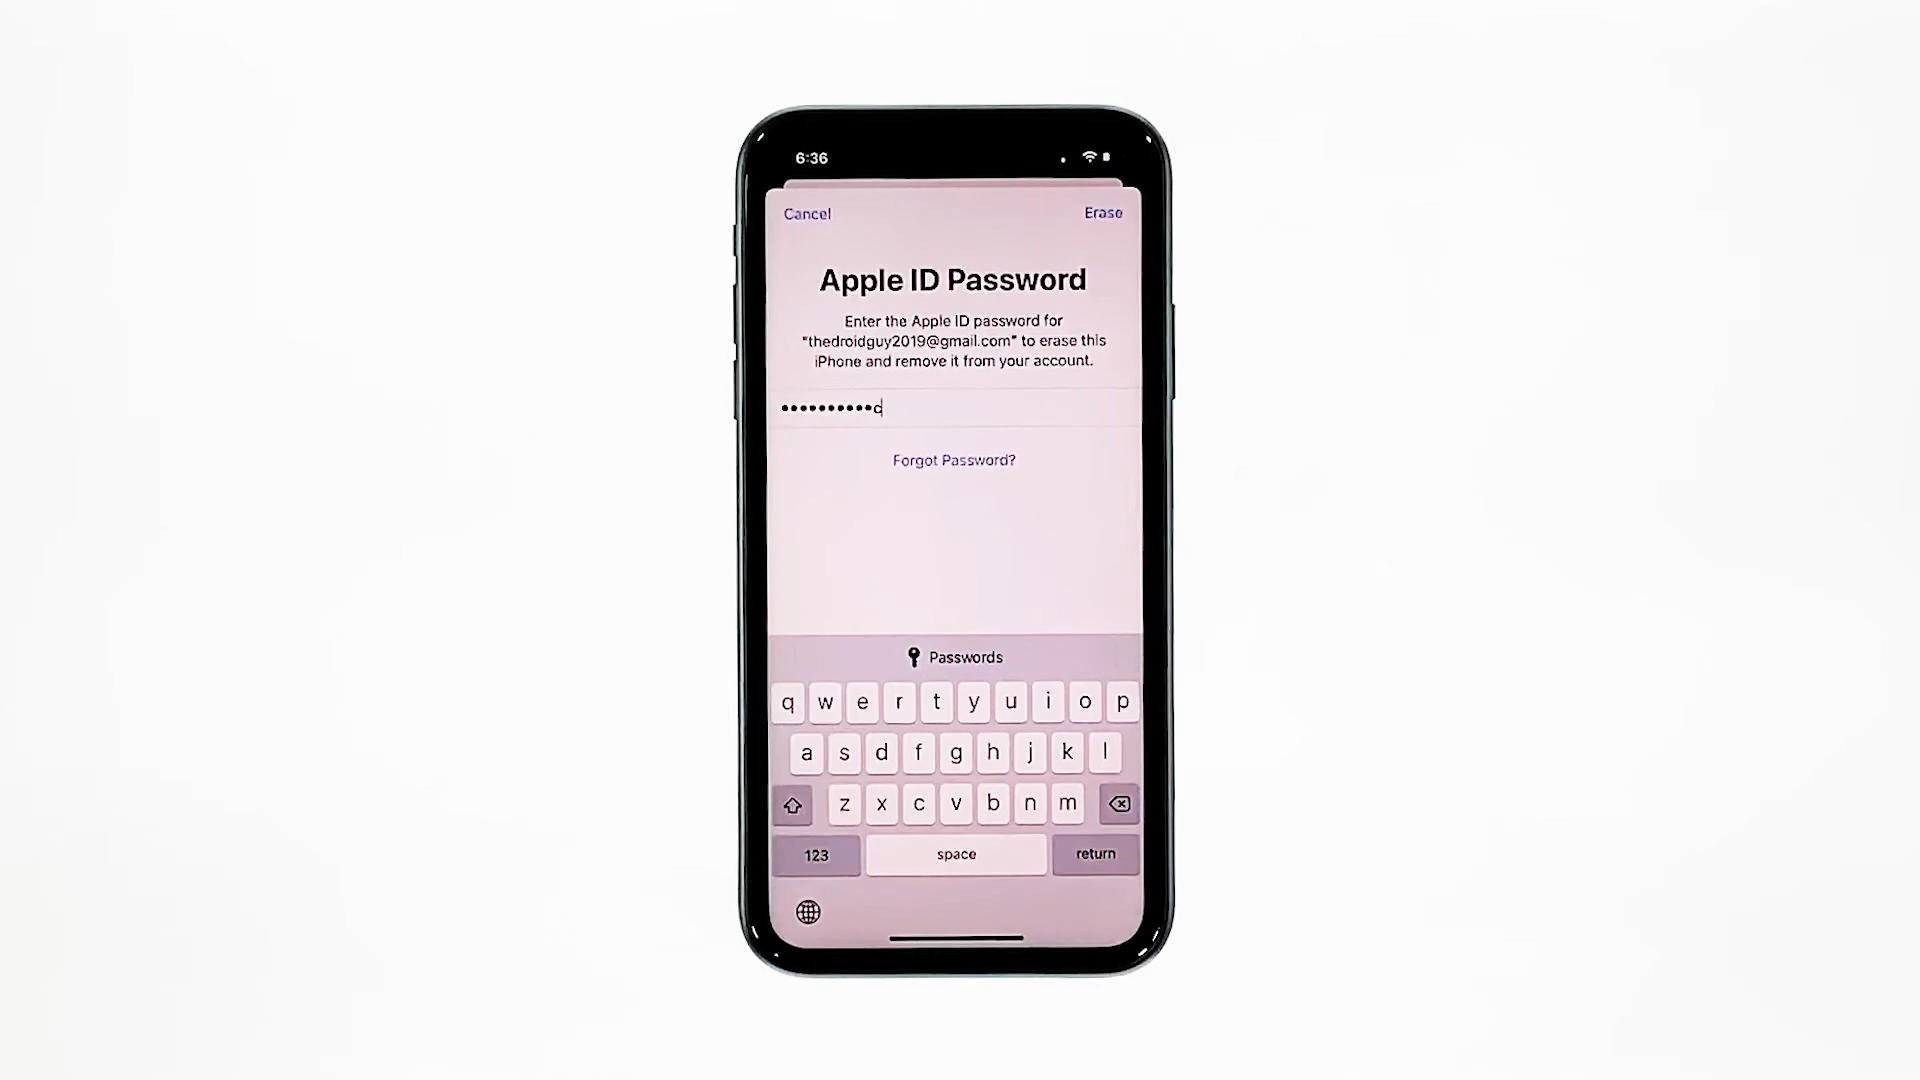 6:36
Cancel
Erase
Apple ID Password
Enter the Apple ID password for
"thedroidguy2019@gmail.com" to erase this
iPhone and remove it from your account.
••••••••••c
Forgot Password?
Passwords
q w e r t y u i o p
a s d f g h j k l
z x c v b n m
123 space return